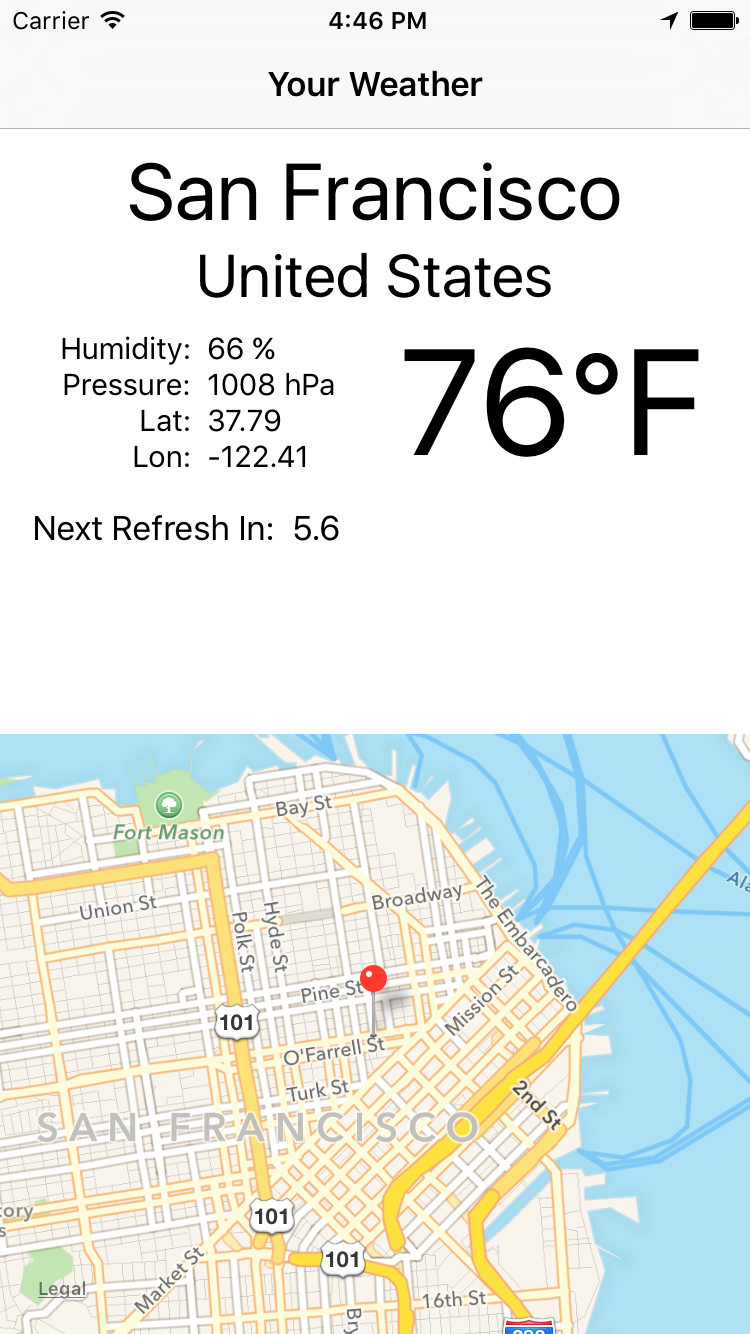 Carrier 4:46 PM
Your Weather
San Francisco
United States
Humidity: 66 %
Pressure: 1008 hPa
Lat: 37.79
Lon: -122.41
76°F
Next Refresh In: 5.6
Bay St
Fort Mason
Union St
Broadway
The Embarcadero
Polk St
Hyde St
Pine St
Mission St
101
O'Farrell St
Turk St
2nd St
SAN FRANCISCO
101
Market St
101
Legal
16th St